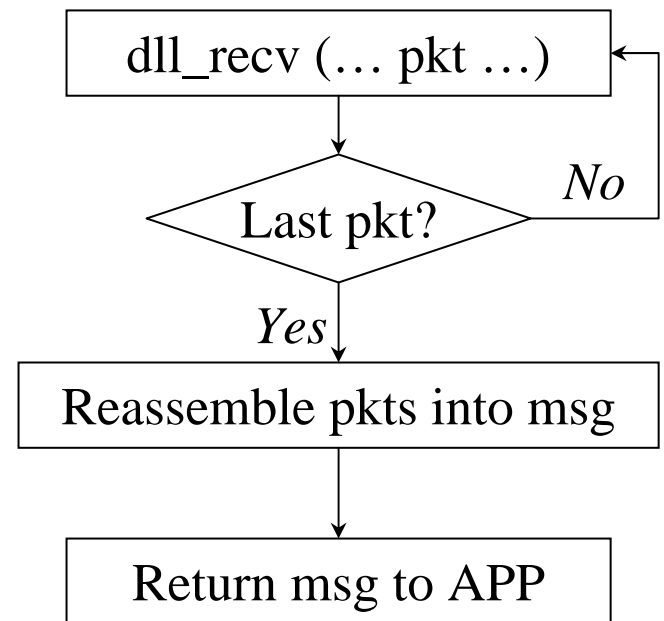 dll_recv (… pkt …)
No
Last pkt?
Yes
Reassemble pkts into msg
Return msg to APP